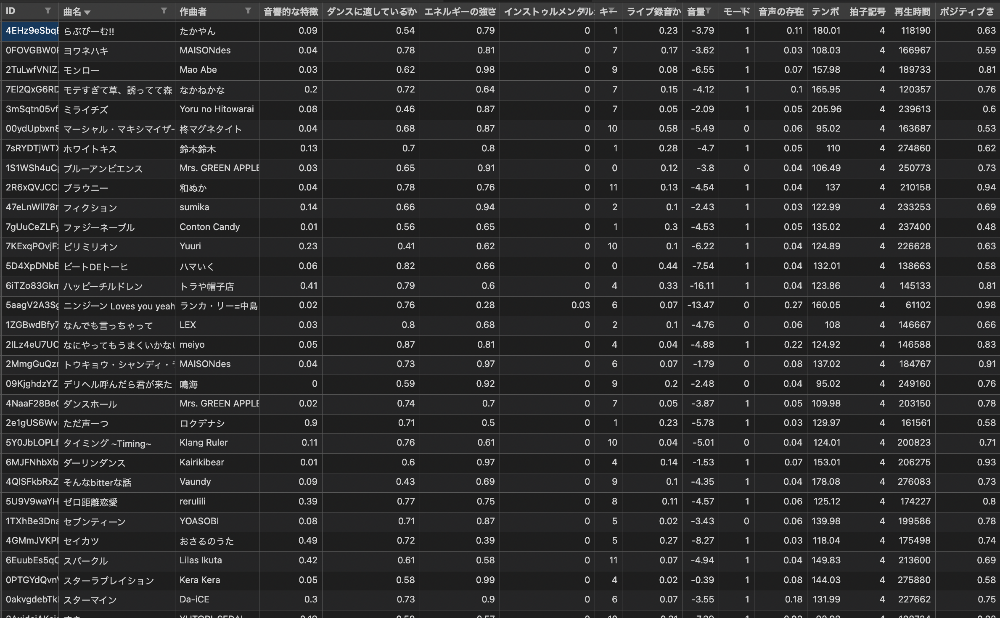 ID 曲名 作曲者 音響的な特徴 ダンスに適しているか エネルギーの強さ インストゥルメンタル キー ライブ録音か 音量 モード 音声の存在 テンポ 拍子記号 再生時間 ポジティブさ
4EHz9eSbqE らぶびーむ!! たかやん 0.09 0.54 0.79 0 1 0.23 -3.79 1 0.11 180.01 4 118190 0.63
0FOVGBW0F ヨワネハキ MAISONdes 0.04 0.78 0.81 0 7 0.17 -3.62 1 0.03 108.03 4 166967 0.59
2TuLwfVNIZ モンロー Mao Abe 0.03 0.62 0.98 0 9 0.08 -6.55 1 0.07 157.98 4 189733 0.81
7El2QxG6RD モテすぎて草、誘ってて森 なかねかな 0.2 0.72 0.64 0 7 0.15 -4.12 1 0.1 165.95 4 120357 0.76
3mSqtn05vf ミライチズ Yoru no Hitowarai 0.08 0.46 0.87 0 7 0.05 -2.09 1 0.05 205.96 4 239613 0.6
00ydUpbxn8 マーシャル・マキシマイザー 柊マグネタイト 0.04 0.68 0.87 0 10 0.58 -5.49 0 0.06 95.02 4 163687 0.53
7sRYDTjWTX ホワイトキス 鈴木鈴木 0.13 0.7 0.8 0 1 0.28 -4.7 1 0.05 110 4 274860 0.62
1S1WSh4uC ブルーアンビエンス Mrs. GREEN APPLE 0.03 0.65 0.91 0 0 0.12 -3.8 0 0.04 106.49 4 250773 0.73
2R6xQVJCC ブラウニー 和ぬか 0.04 0.78 0.76 0 11 0.13 -4.54 1 0.04 137 4 210158 0.94
47eLnWll78r フィクション sumika 0.14 0.66 0.94 0 2 0.1 -2.43 1 0.03 122.99 4 233253 0.69
7gUuCeZLFy ファジーネーブル Conton Candy 0.01 0.56 0.65 0 1 0.3 -4.53 1 0.05 135.02 4 237400 0.48
7KExqPOvjFz ビリミリオン Yuuri 0.23 0.41 0.62 0 10 0.1 -6.22 1 0.04 124.89 4 226628 0.63
5D4XpDNbB ビートDEトーヒ ハマいく 0.06 0.82 0.66 0 0 0.44 -7.54 1 0.04 132.01 4 138663 0.58
6iTZo83Gkm ハッピーチルドレン トラや帽子店 0.41 0.79 0.6 0 4 0.33 -16.11 1 0.04 123.86 4 145133 0.81
5aagV2A3Sg ニンジーン Loves you yeah ランカ・リー=中島 0.02 0.76 0.28 0.03 6 0.07 -13.47 0 0.27 160.05 4 61102 0.98
1ZGBwdBfy7 なんでも言っちゃって LEX 0.03 0.8 0.68 0 2 0.1 -4.76 0 0.06 108 4 146667 0.66
2ILz4eU7UC なにやってもうまくいかない meiyo 0.05 0.87 0.81 0 4 0.04 -4.88 1 0.22 124.92 4 146588 0.83
2MmgGuQzr トウキョウ・シャンディ・ MAISONdes 0.04 0.73 0.97 0 6 0.07 -1.79 0 0.08 137.02 4 184767 0.91
09KjghdzYZ デリヘル呼んだら君が来た 鳴海 0 0.59 0.92 0 9 0.2 -2.48 0 0.04 95.02 4 249160 0.76
4NaaF28Be ダンスホール Mrs. GREEN APPLE 0.02 0.74 0.7 0 7 0.05 -3.87 1 0.05 109.98 4 203150 0.78
2e1gUS6Wv ただ声一つ ロクデナシ 0.9 0.71 0.5 0 1 0.23 -5.78 1 0.03 129.97 4 161561 0.58
5Y0JbLOPLf タイミング ~Timing~ Klang Ruler 0.11 0.76 0.61 0 10 0.04 -5.01 0 0.04 124.01 4 200823 0.71
6MJFNhbXb ダーリンダンス Kairikibear 0.01 0.6 0.97 0 4 0.14 -1.53 1 0.07 153.01 4 206275 0.93
4QlSFkbRxZ そんなbitterな話 Vaundy 0.09 0.43 0.69 0 9 0.1 -4.35 1 0.04 178.08 4 276083 0.73
5U9V9waYH ゼロ距離恋愛 rerulili 0.39 0.77 0.75 0 8 0.11 -4.57 1 0.06 125.12 4 174227 0.8
1TXhBe3Dna セブンティーン YOASOBI 0.08 0.71 0.87 0 5 0.02 -3.43 0 0.06 139.98 4 199586 0.78
4GMmJVKPI セイカツ おさるのうた 0.49 0.72 0.39 0 5 0.27 -8.27 1 0.03 118.04 4 175498 0.74
6EuubEs5qC スパークル Lilas Ikuta 0.42 0.61 0.58 0 11 0.07 -4.94 1 0.04 149.83 4 213600 0.69
0PTGYdQvn スターラブレイション Kera Kera 0.05 0.58 0.99 0 4 0.02 -0.39 1 0.08 144.03 4 275880 0.58
0akvgdebTk スターマイン Da-iCE 0.3 0.73 0.9 0 6 0.07 -3.55 1 0.18 131.99 4 227662 0.75